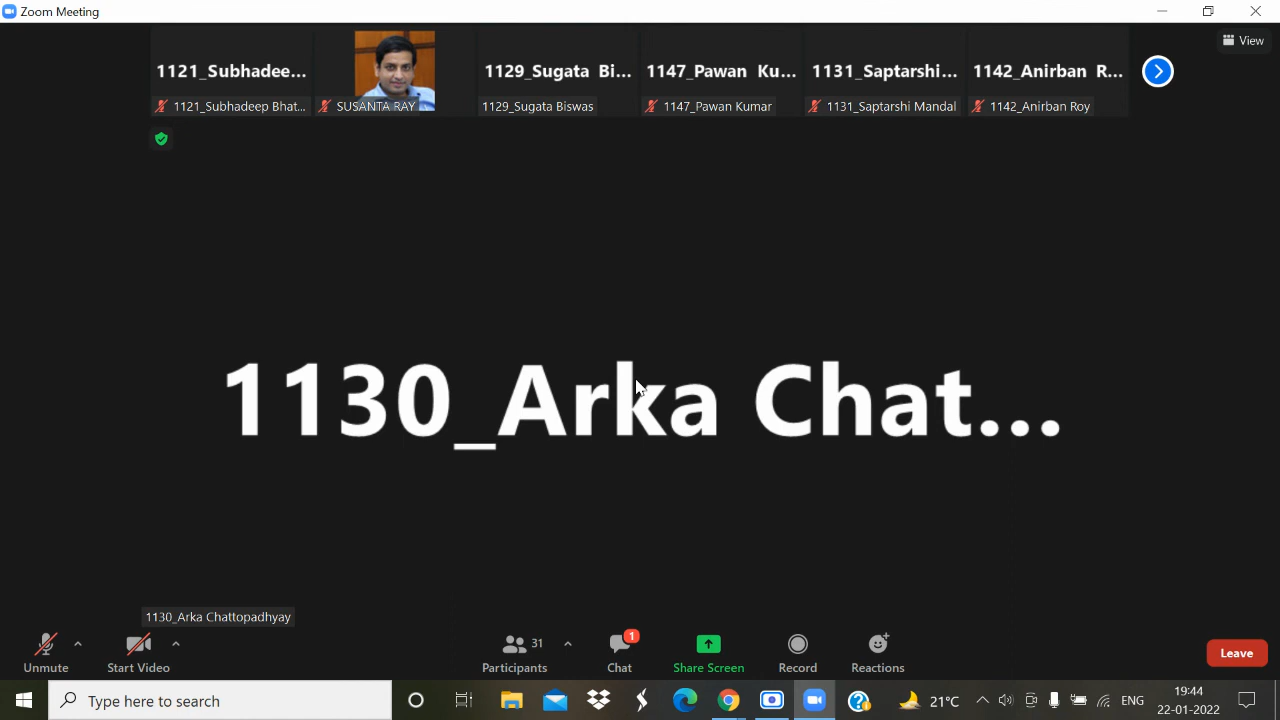 Zoom Meeting
View
1121_Subhadee...
1129_Sugata Bi...
1147_Pawan Ku...
1131_Saptarshi...
1142_Anirban R...
1121_Subhadeep Bhat...
SUSANTA RAY
1129_Sugata Biswas
1147_Pawan Kumar
1131_Saptarshi Mandal
1142_Anirban Roy
1130_Arka Chat...
1130_Arka Chattopadhyay
31
1
Unmute
Start Video
Participants
Chat
Share Screen
Record
Reactions
Leave
Type here to search
21°C
ENG
19:44
22-01-2022